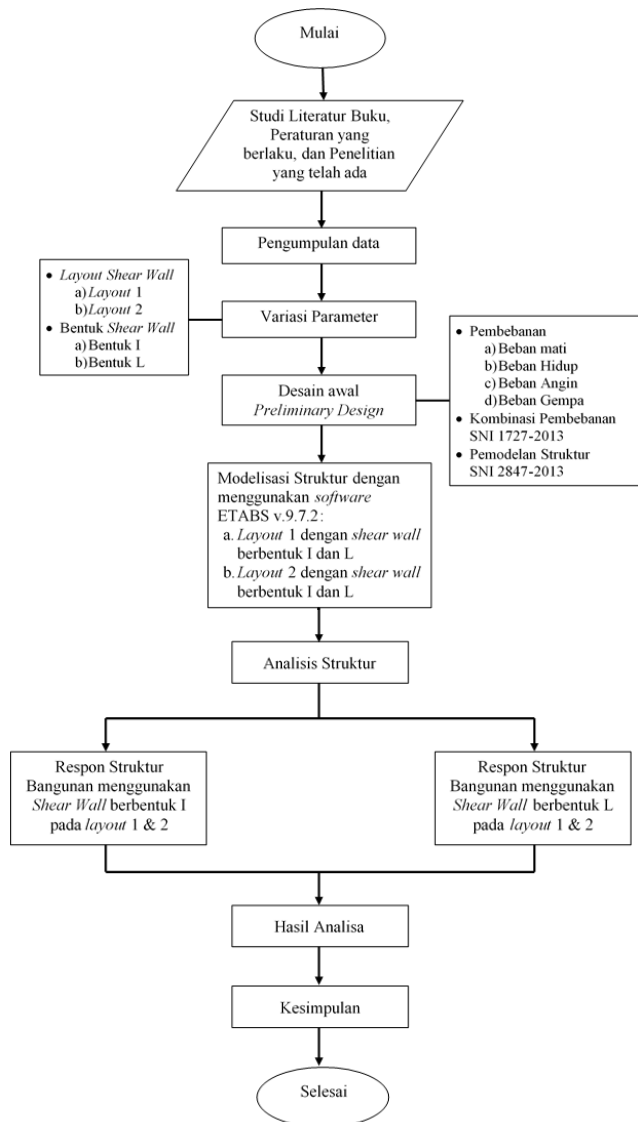 Mulai
Studi Literatur Buku,
Peraturan yang
berlaku, dan Penelitian
yang telah ada
Pengumpulan data
• Layout Shear Wall
a) Layout 1
b) Layout 2
• Bentuk Shear Wall
a) Bentuk I
b) Bentuk L
Variasi Parameter
Desain awal
Preliminary Design
• Pembebanan
a) Beban mati
b) Beban Hidup
c) Beban Angin
d) Beban Gempa
• Kombinasi Pembebanan
SNI 1727-2013
• Pemodelan Struktur
SNI 2847-2013
Modelisasi Struktur dengan
menggunakan software
ETABS v.9.7.2:
a. Layout 1 dengan shear wall
berbentuk I dan L
b. Layout 2 dengan shear wall
berbentuk I dan L
Analisis Struktur
Respon Struktur
Bangunan menggunakan
Shear Wall berbentuk I
pada layout 1 & 2
Respon Struktur
Bangunan menggunakan
Shear Wall berbentuk L
pada layout 1 & 2
Hasil Analisa
Kesimpulan
Selesai